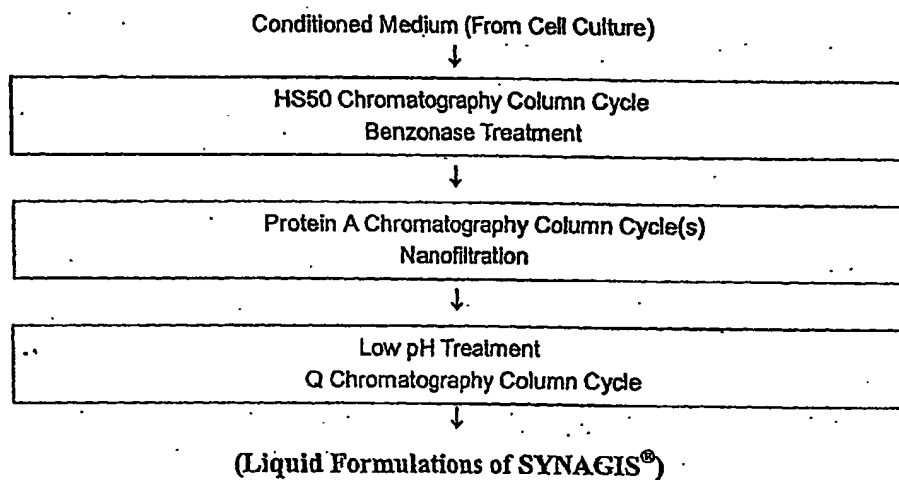 Conditioned Medium (From Cell Culture)
HS50 Chromatography Column Cycle
Benzonase Treatment
Protein A Chromatography Column Cycle(s)
Nanofiltration
Low pH Treatment
Q Chromatography Column Cycle
(Liquid Formulations of SYNAGIS®)